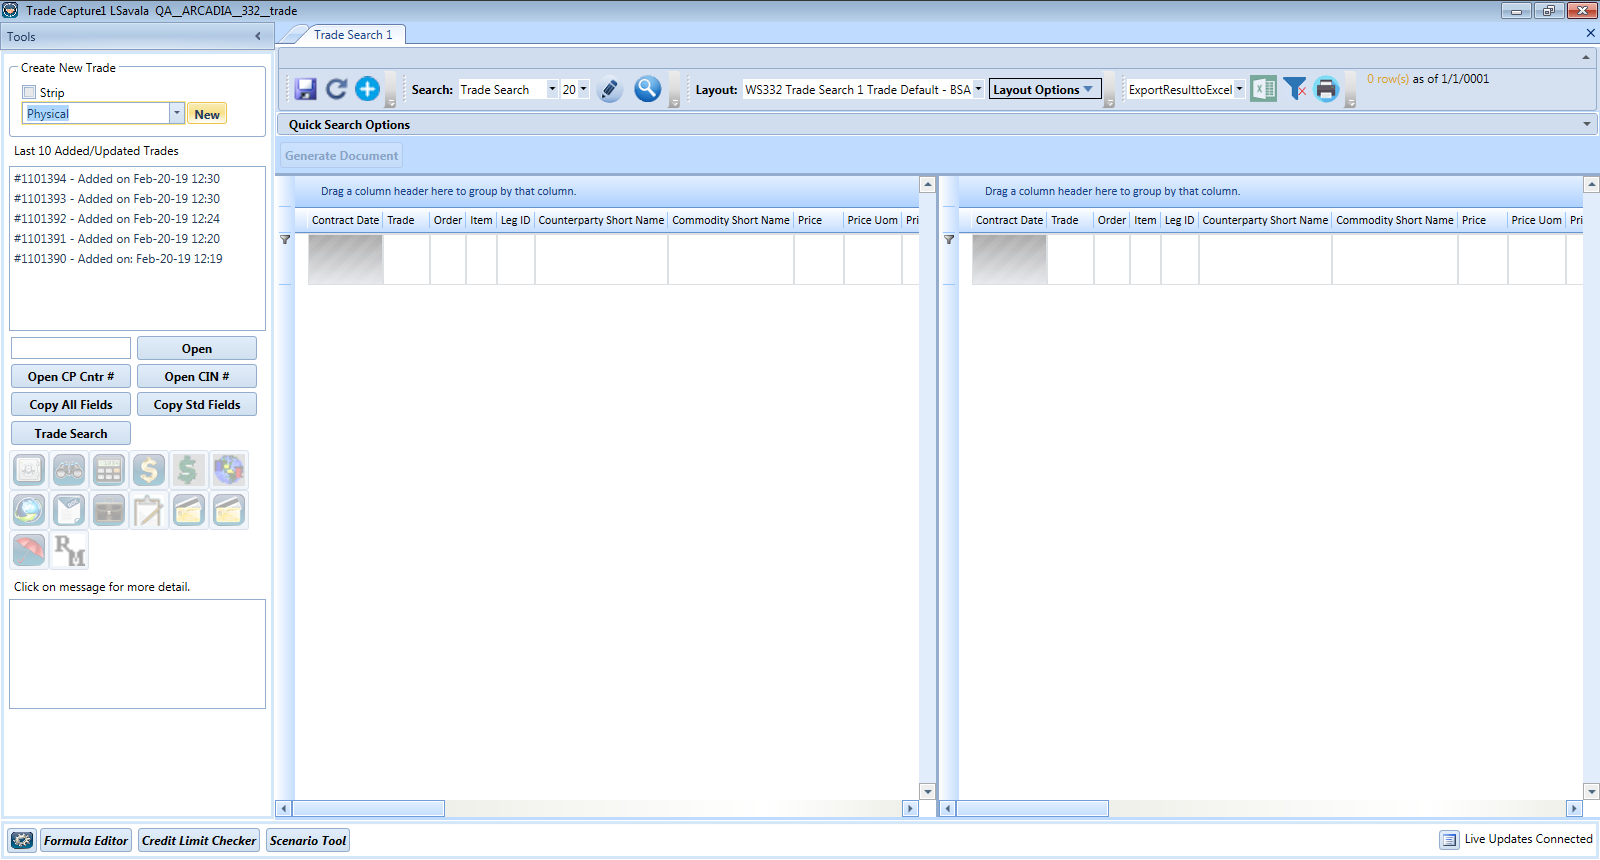 Trade Capture1 LSavala QA__ARCADIA__332__trade
Tools
Trade Search 1
Create New Trade
Strip
Physical
New
Last 10 Added/Updated Trades
#1101394 - Added on Feb-20-19 12:30
#1101393 - Added on Feb-20-19 12:30
#1101392 - Added on Feb-20-19 12:24
#1101391 - Added on Feb-20-19 12:20
#1101390 - Added on: Feb-20-19 12:19
Open
Open CP Cntr # Open CIN #
Copy All Fields Copy Std Fields
Trade Search
RM
Click on message for more detail.
Search: Trade Search 20 Layout: WS332 Trade Search 1 Trade Default - BSA Layout Options ExportResulttoExcel 0 row(s) as of 1/1/0001
Quick Search Options
Generate Document
Drag a column header here to group by that column.
Contract Date Trade Order Item Leg ID Counterparty Short Name Commodity Short Name Price Price Uom Pri
Drag a column header here to group by that column.
Contract Date Trade Order Item Leg ID Counterparty Short Name Commodity Short Name Price Price Uom Pri
Formula Editor Credit Limit Checker Scenario Tool Live Updates Connected